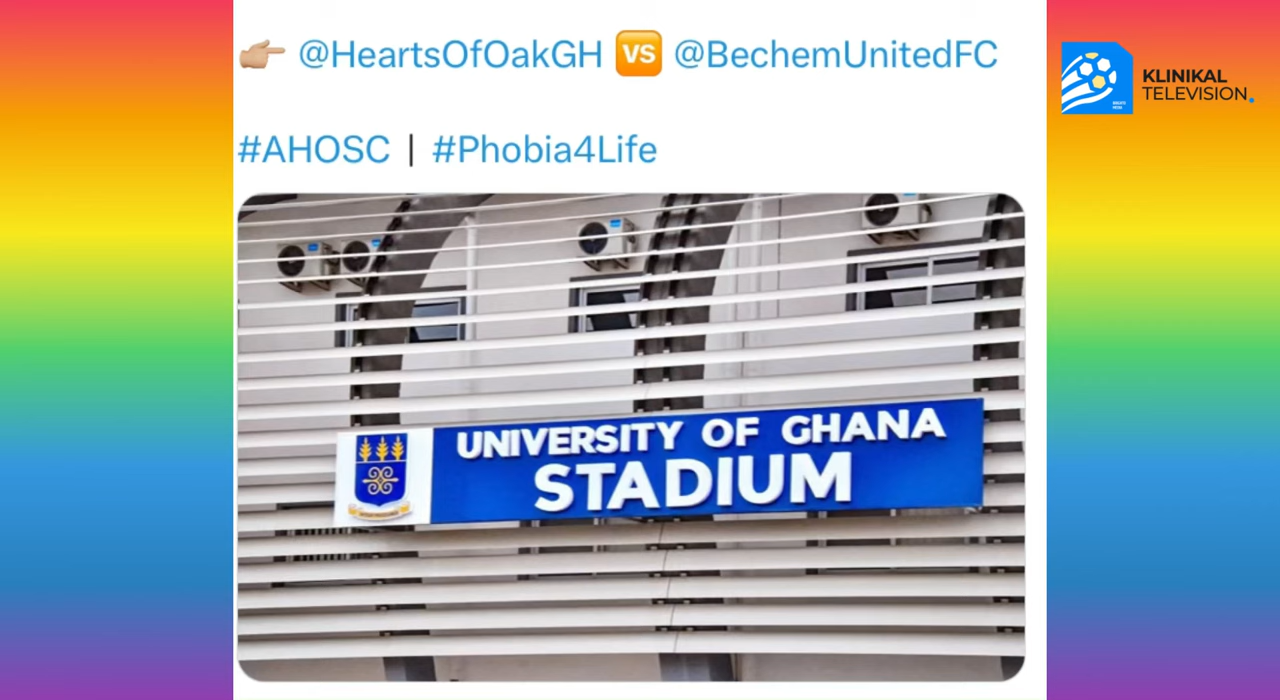 👉🏼 @HeartsOfOakGH 🆚 @BechemUnitedFC
#AHOSC | #Phobia4Life
KLINIKAL
TELEVISION.
UNIVERSITY OF GHANA
STADIUM